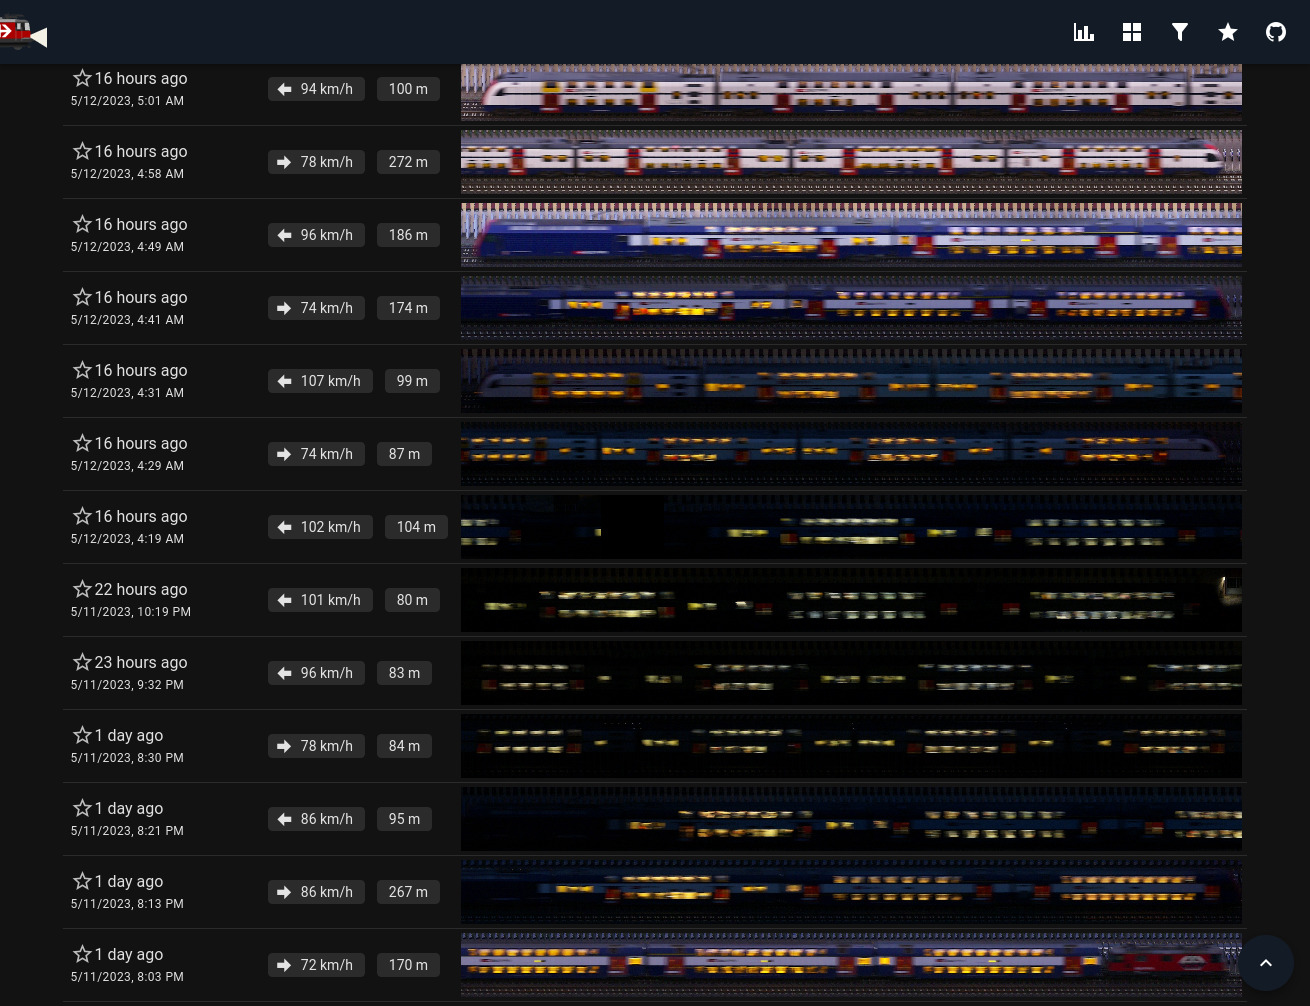 16 hours ago
5/12/2023, 5:01 AM
94 km/h
100 m
16 hours ago
5/12/2023, 4:58 AM
78 km/h
272 m
16 hours ago
5/12/2023, 4:49 AM
96 km/h
186 m
16 hours ago
5/12/2023, 4:41 AM
74 km/h
174 m
16 hours ago
5/12/2023, 4:31 AM
107 km/h
99 m
16 hours ago
5/12/2023, 4:29 AM
74 km/h
87 m
16 hours ago
5/12/2023, 4:19 AM
102 km/h
104 m
22 hours ago
5/11/2023, 10:19 PM
101 km/h
80 m
23 hours ago
5/11/2023, 9:32 PM
96 km/h
83 m
1 day ago
5/11/2023, 8:30 PM
78 km/h
84 m
1 day ago
5/11/2023, 8:21 PM
86 km/h
95 m
1 day ago
5/11/2023, 8:13 PM
86 km/h
267 m
1 day ago
5/11/2023, 8:03 PM
72 km/h
170 m